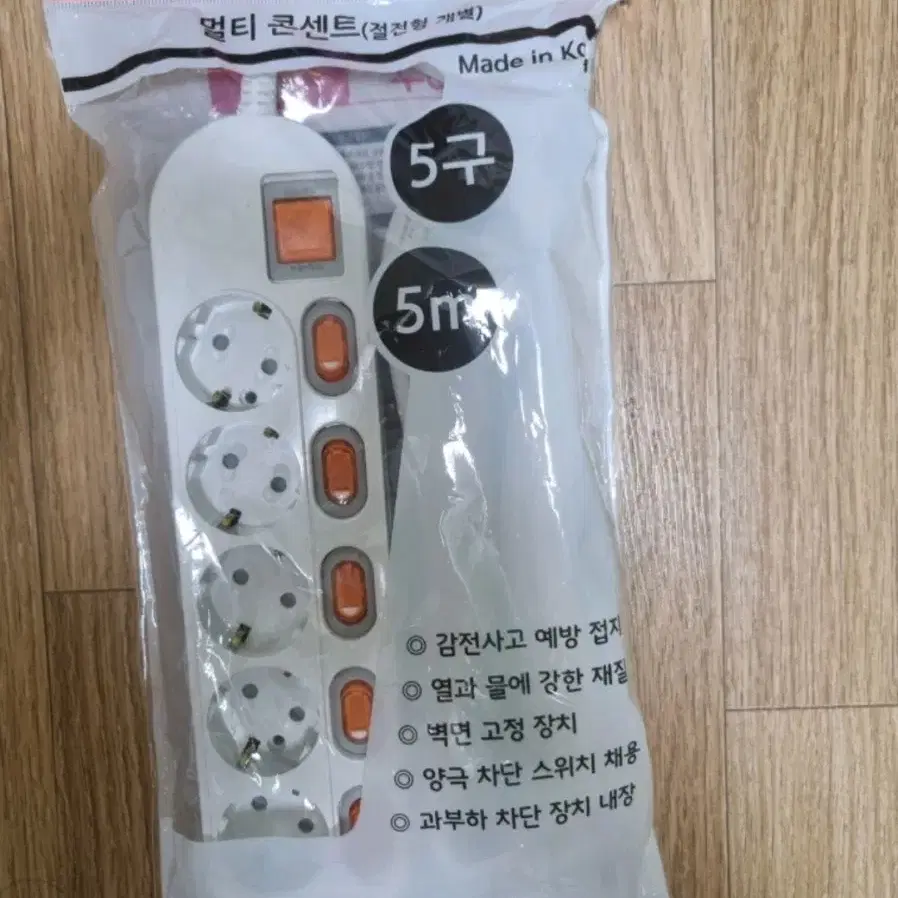 멀티 콘센트(절전형 개별)
Made in Ko
5구
5m
◎ 감전사고 예방 접지
◎ 열과 물에 강한 재질
◎ 벽면 고정 장치
◎ 양극 차단 스위치 채용
◎ 과부하 차단 장치 내장